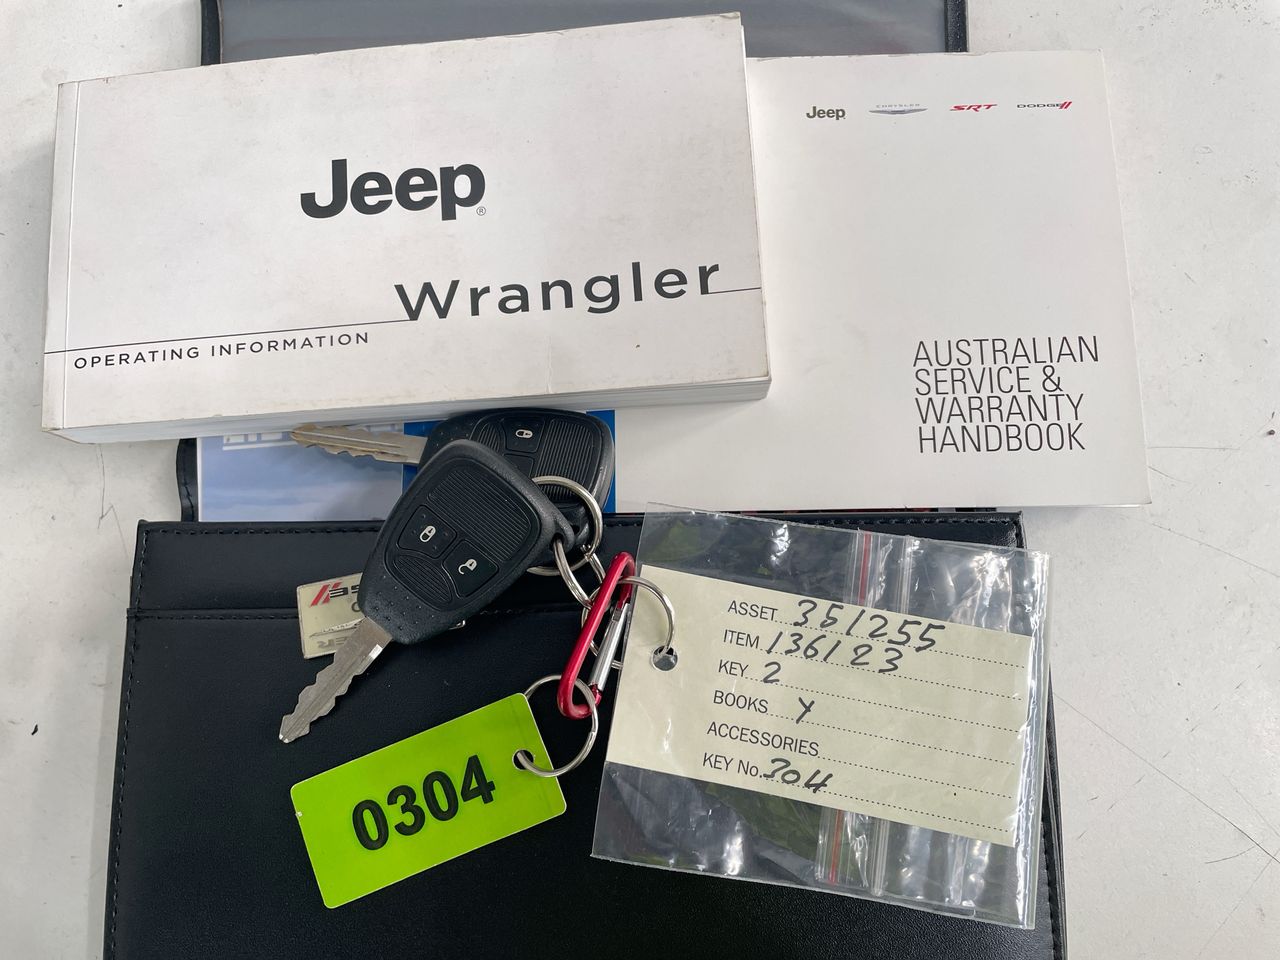 Jeep®
Wrangler
OPERATING INFORMATION
Jeep CHRYSLER SRT DODGE
AUSTRALIAN
SERVICE &
WARRANTY
HANDBOOK
ASSET 351255
ITEM 136123
KEY 2
BOOKS Y
ACCESSORIES
KEY No. 304
0304